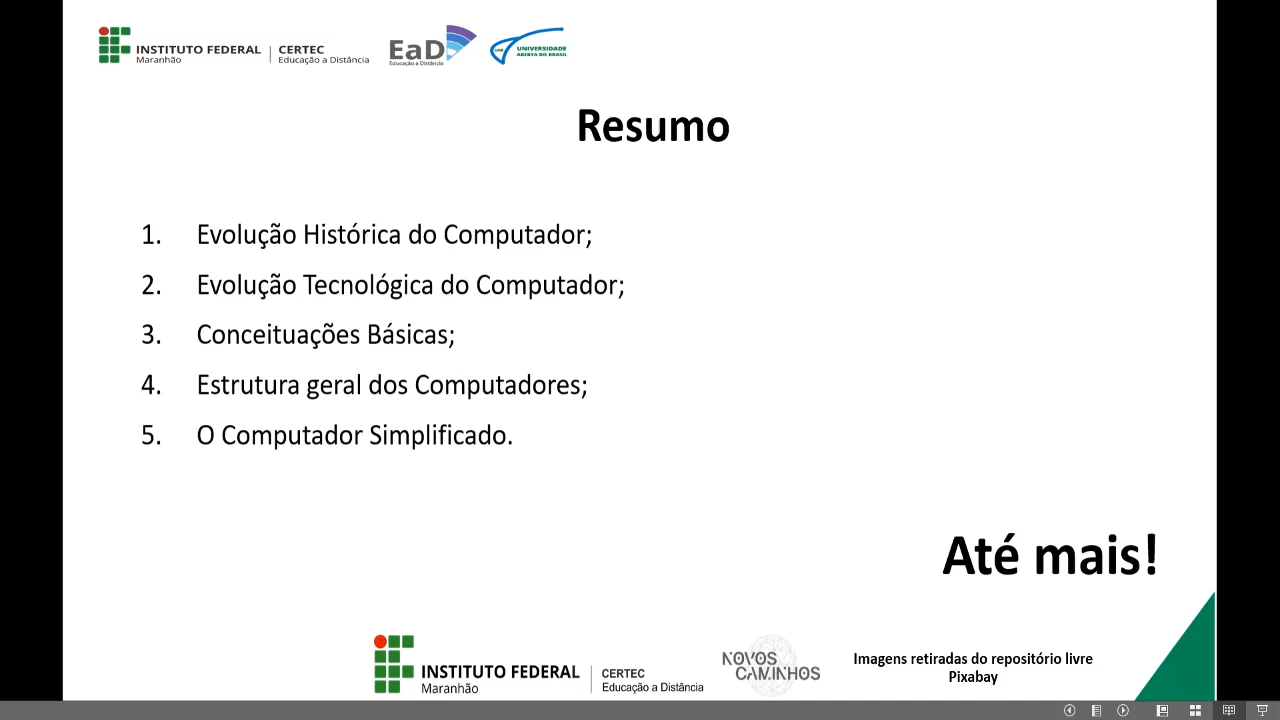 INSTITUTO FEDERAL
Maranhão
CERTEC
Educação a Distância
EaD
Educação a Distância
UAB
UNIVERSIDADE
ABERTA DO BRASIL
Resumo
1. Evolução Histórica do Computador;
2. Evolução Tecnológica do Computador;
3. Conceituações Básicas;
4. Estrutura geral dos Computadores;
5. O Computador Simplificado.
Até mais!
INSTITUTO FEDERAL
Maranhão
CERTEC
Educação a Distância
NOVOS
CAMINHOS
Imagens retiradas do repositório livre
Pixabay